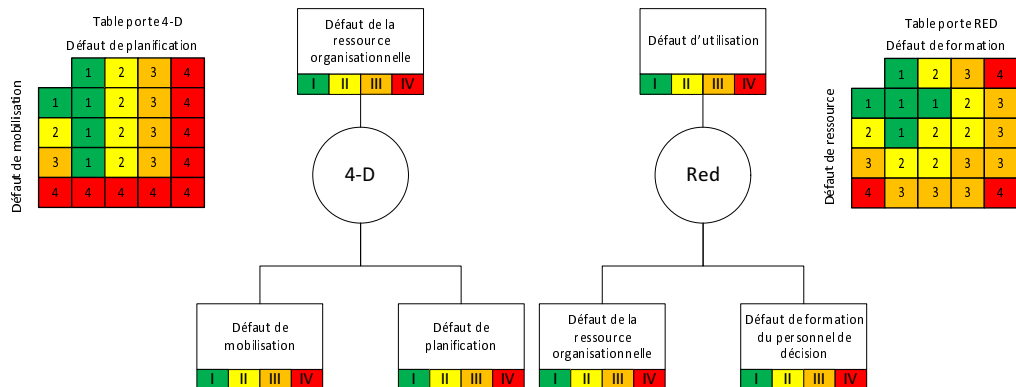 Table porte 4-D
Défaut de planification
Défaut de mobilisation
1 2 3 4
1 1 2 3 4
2 1 2 3 4
3 1 2 3 4
4 4 4 4 4
Défaut de la
ressource
organisationnelle
I II III IV
4-D
Défaut de
mobilisation
I II III IV
Défaut de
planification
I II III IV
Défaut d'utilisation
I II III IV
Red
Défaut de la
ressource
organisationnelle
I II III IV
Défaut de formation
du personnel de
décision
I II III IV
Table porte RED
Défaut de formation
Défaut de ressource
1 2 3 4
1 1 1 2 3
2 1 2 2 3
3 2 2 3 3
4 3 3 3 4